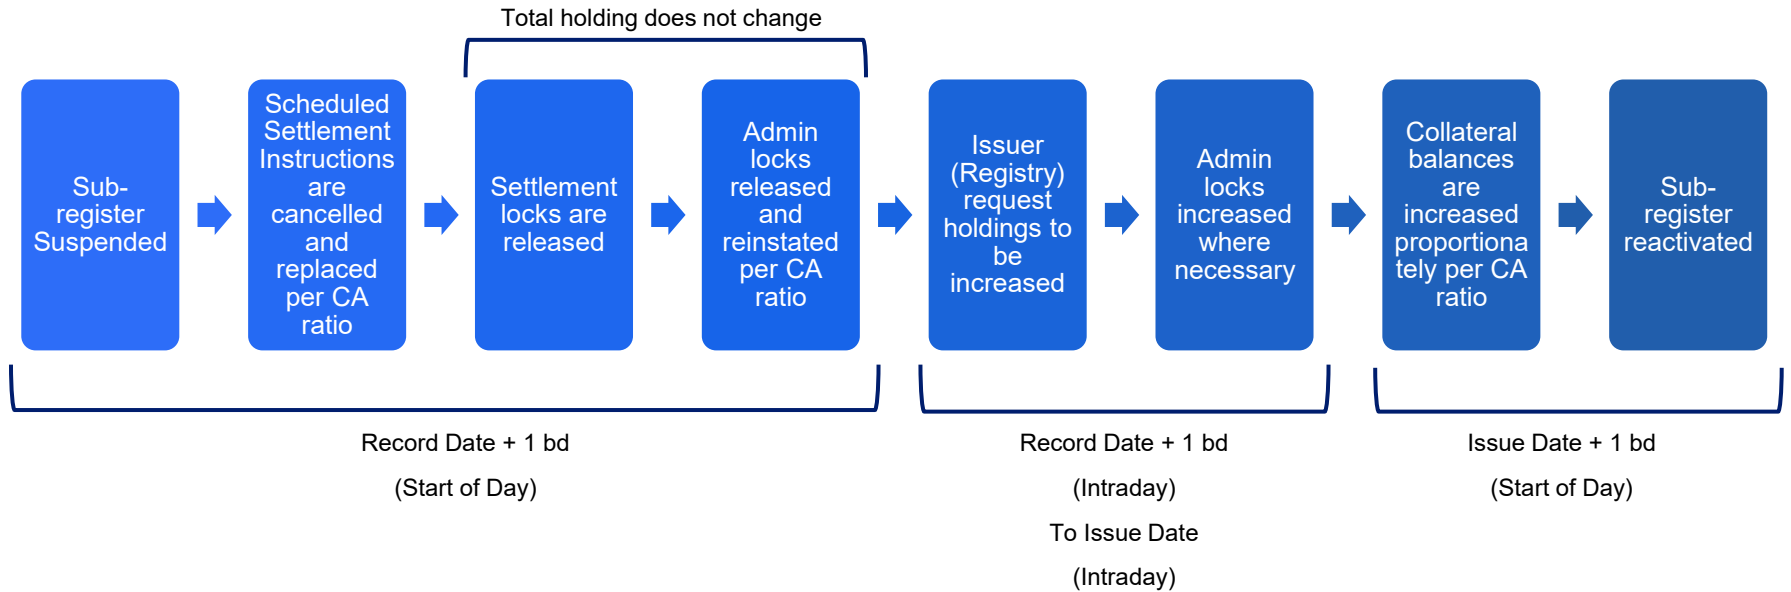 Total holding does not change
Sub-
register
Suspended
Scheduled
Settlement
Instructions
are
cancelled
and
replaced
per CA
ratio
Settlement
locks are
released
Admin
locks
released
and
reinstated
per CA
ratio
Issuer
(Registry)
request
holdings to
be
increased
Admin
locks
increased
where
necessary
Collateral
balances
are
increased
proportiona
tely per CA
ratio
Sub-
register
reactivated
Record Date + 1 bd
(Start of Day)
Record Date + 1 bd
(Intraday)
To Issue Date
(Intraday)
Issue Date + 1 bd
(Start of Day)